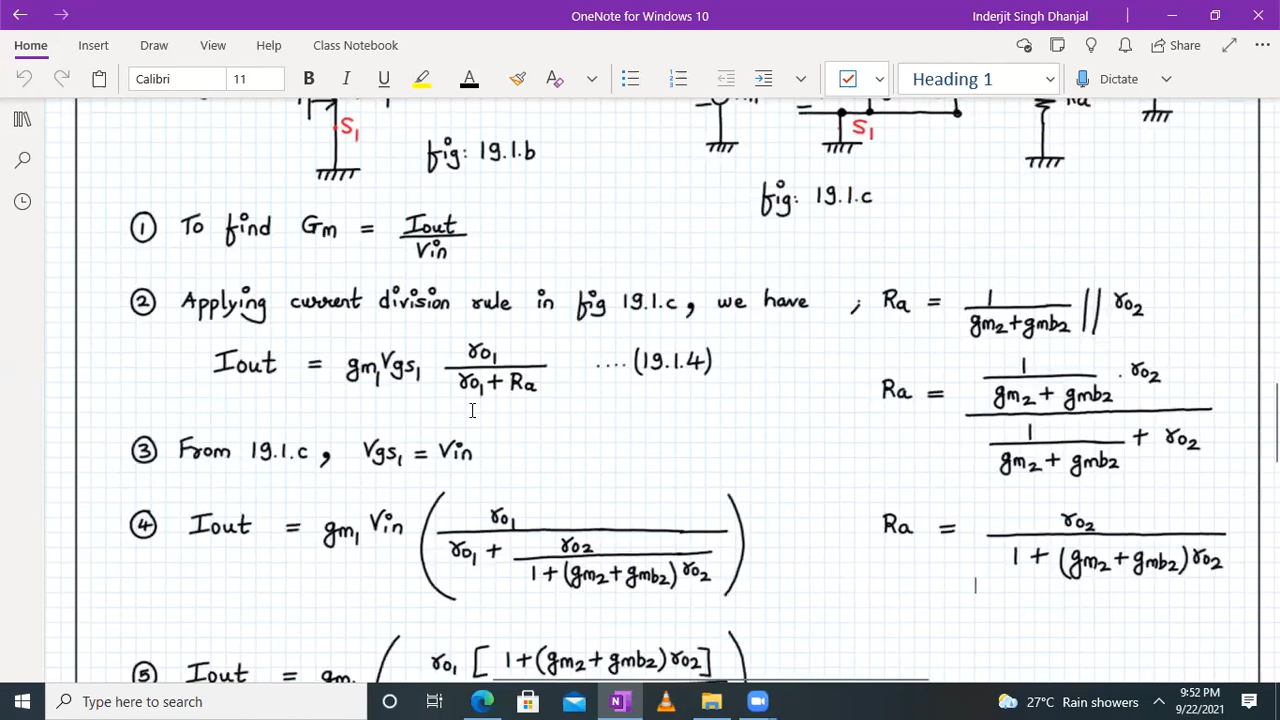 OneNote for Windows 10
Inderjit Singh Dhanjal
Home Insert Draw View Help Class Notebook Share
Calibri 11 B I U A A Heading 1 Dictate
S1
fig: 19.1.b
S1
Ra
fig: 19.1.c
① To find Gm = Iout / Vin
② Applying current division rule in fig 19.1.c, we have ; Ra = 1 / (gm2+gmb2) || ro2
Iout = gm1 Vgs1 ro1 / (ro1 + Ra) .... (19.1.4)
Ra = (1 / (gm2 + gmb2) . ro2) / (1 / (gm2 + gmb2) + ro2)
③ From 19.1.c, Vgs1 = Vin
④ Iout = gm1 Vin (ro1 / (ro1 + ro2 / (1+(gm2+gmb2)ro2)))
Ra = ro2 / (1 + (gm2+gmb2)ro2)
⑤ Iout = gm1 ( ro1 [1+(gm2+gmb2)ro2]
Type here to search
27°C Rain showers
9:52 PM
9/22/2021